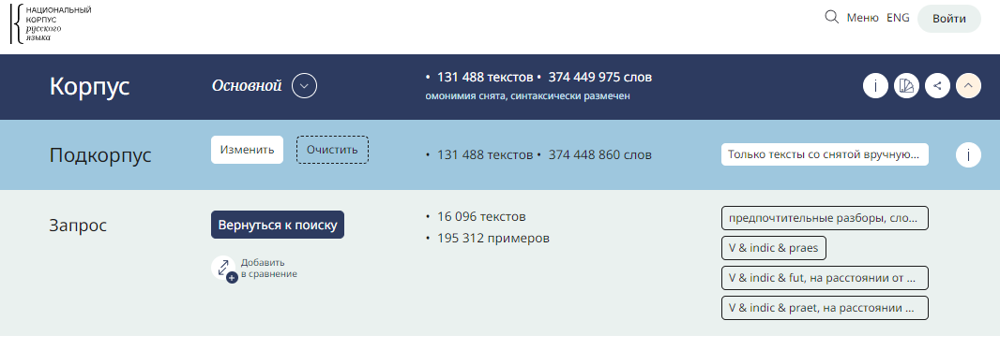 НАЦИОНАЛЬНЫЙ
КОРПУС
русского
языка
Меню ENG Войти
Корпус Основной • 131 488 текстов • 374 449 975 слов
омонимия снята, синтаксически размечен
Подкорпус Изменить Очистить • 131 488 текстов • 374 448 860 слов Только тексты со снятой вручную... i
Запрос Вернуться к поиску • 16 096 текстов предпочтительные разборы, сло...
• 195 312 примеров
V & indic & praes
Добавить
в сравнение
V & indic & fut, на расстоянии от ...
V & indic & praet, на расстоянии ...